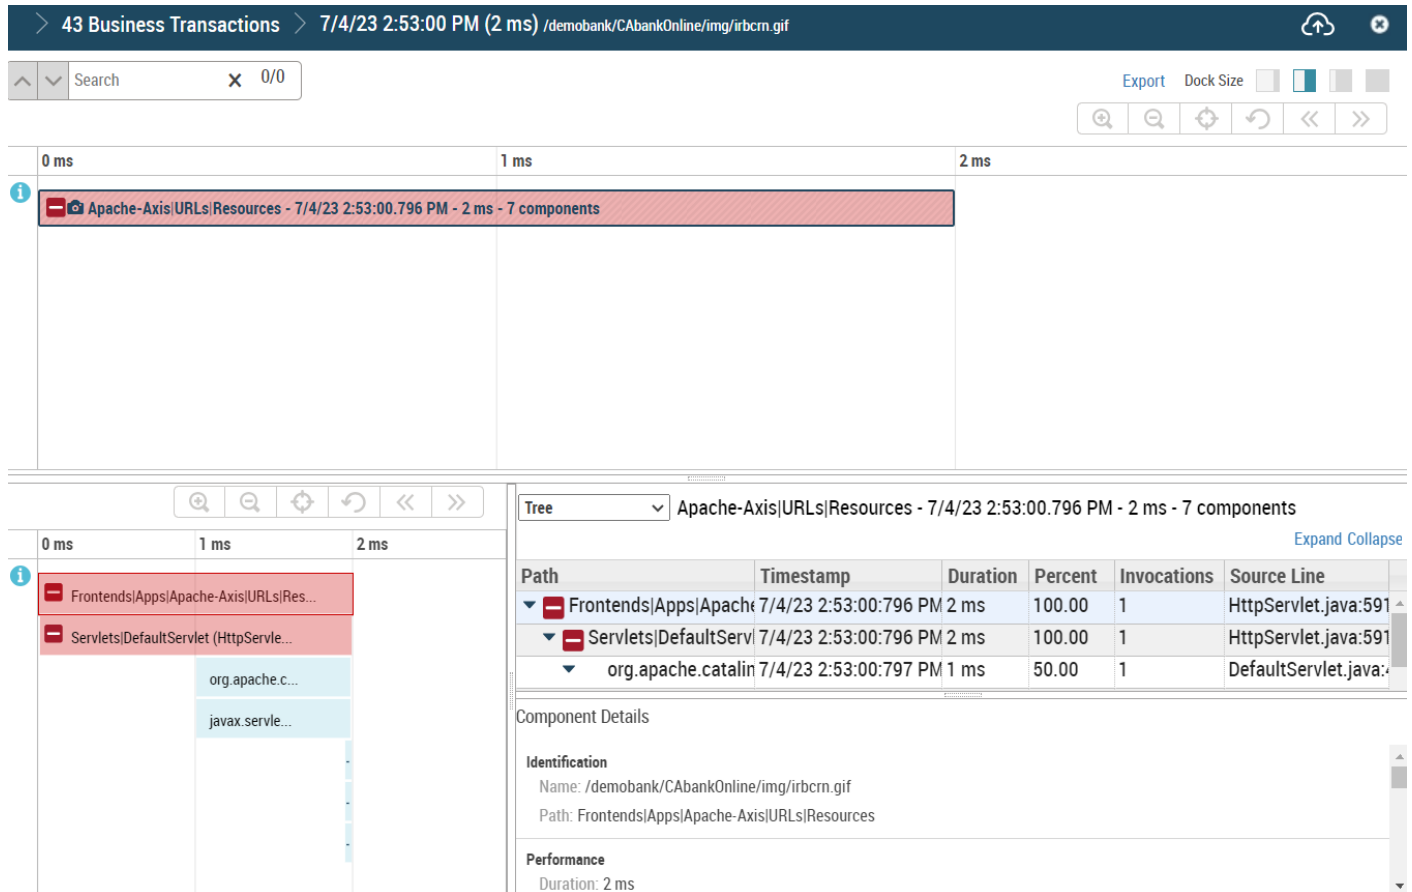 43 Business Transactions 7/4/23 2:53:00 PM (2 ms) /demobank/CAbankOnline/img/irbcrn.gif
Search 0/0
Export Dock Size
0 ms 1 ms 2 ms
Apache-Axis|URLs|Resources - 7/4/23 2:53:00.796 PM - 2 ms - 7 components
Tree Apache-Axis|URLs|Resources - 7/4/23 2:53:00.796 PM - 2 ms - 7 components
Expand Collapse
0 ms 1 ms 2 ms
Frontends|Apps|Apache-Axis|URLs|Res...
Servlets|DefaultServlet (HttpServle...
org.apache.c...
javax.servle...
Path Timestamp Duration Percent Invocations Source Line
Frontends|Apps|Apache 7/4/23 2:53:00:796 PM 2 ms 100.00 1 HttpServlet.java:591
Servlets|DefaultServl 7/4/23 2:53:00:796 PM 2 ms 100.00 1 HttpServlet.java:591
org.apache.catalin 7/4/23 2:53:00:797 PM 1 ms 50.00 1 DefaultServlet.java:4
Component Details
Identification
Name: /demobank/CAbankOnline/img/irbcrn.gif
Path: Frontends|Apps|Apache-Axis|URLs|Resources
Performance
Duration: 2 ms